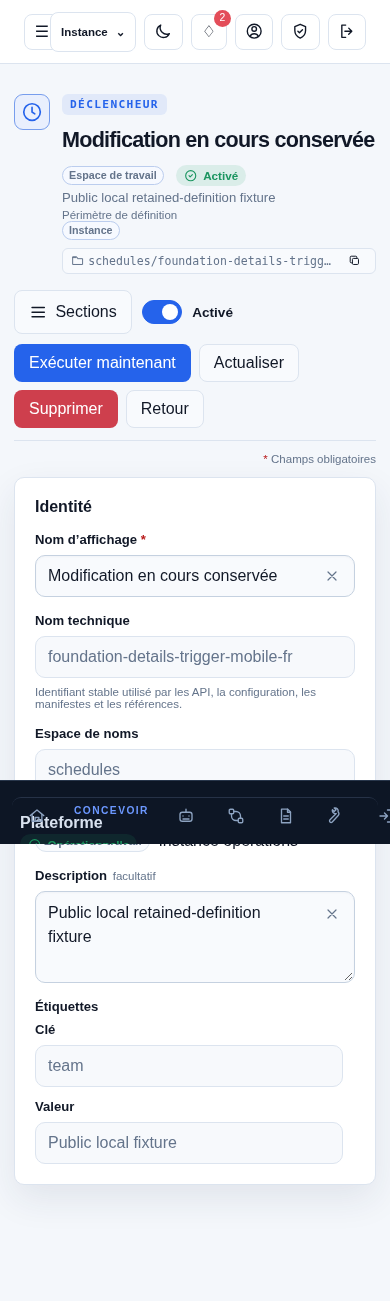 Instance
2
DÉCLENCHEUR
Modification en cours conservée
Espace de travail
Activé
Public local retained-definition fixture
Périmètre de définition
Instance
schedules/foundation-details-trigg…
Sections
Activé
Exécuter maintenant
Actualiser
Supprimer
Retour
* Champs obligatoires
Identité
Nom d’affichage *
Modification en cours conservée
Nom technique
foundation-details-trigger-mobile-fr
Identifiant stable utilisé par les API, la configuration, les
manifestes et les références.
Espace de noms
schedules
CONCEVOIR
Plateforme
Description facultatif
Public local retained-definition
fixture
Étiquettes
Clé
team
Valeur
Public local fixture